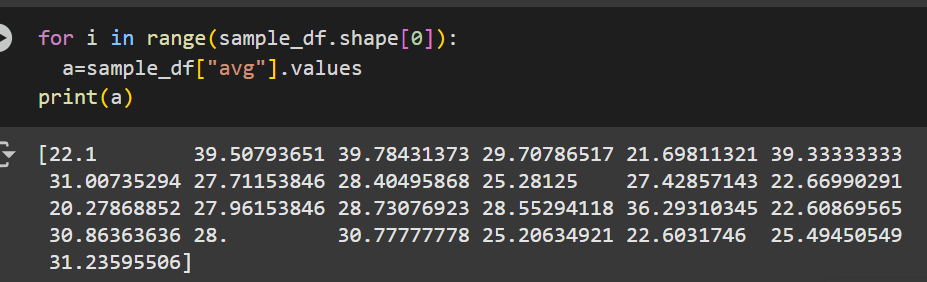 for i in range(sample_df.shape[0]):
  a=sample_df["avg"].values
print(a)
[22.1        39.50793651 39.78431373 29.70786517 21.69811321 39.33333333
 31.00735294 27.71153846 28.40495868 25.28125    27.42857143 22.66990291
 20.27868852 27.96153846 28.73076923 28.55294118 36.29310345 22.60869565
 30.86363636 28.         30.77777778 25.20634921 22.6031746  25.49450549
 31.23595506]